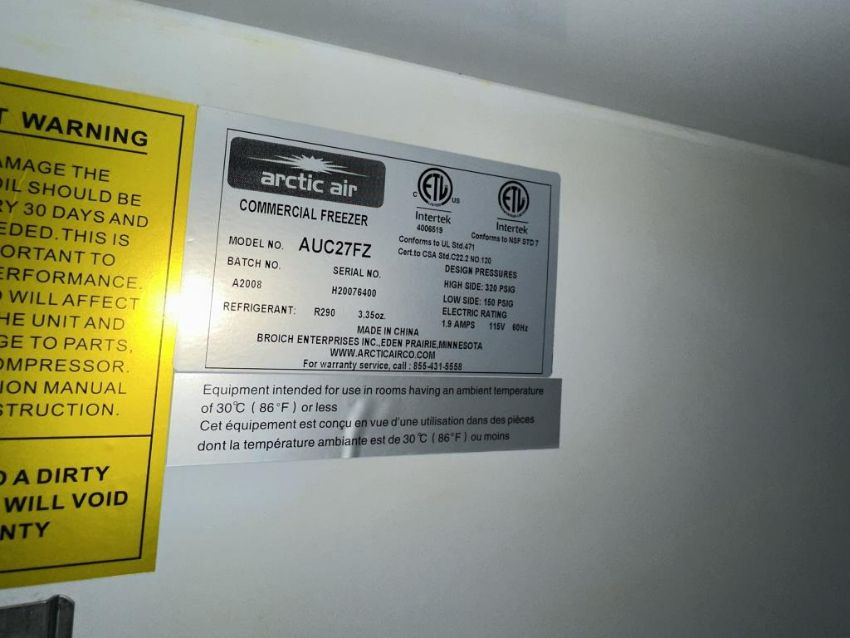 T WARNING
AMAGE THE
OIL SHOULD BE
RY 30 DAYS AND
EDED. THIS IS
ORTANT TO
ERFORMANCE.
O WILL AFFECT
HE UNIT AND
GE TO PARTS,
OMPRESSOR.
ION MANUAL
STRUCTION.
O A DIRTY
WILL VOID
NTY
arctic air
COMMERCIAL FREEZER
MODEL NO. AUC27FZ
BATCH NO. SERIAL NO.
A2008 H20076400
REFRIGERANT: R290 3.35oz.
C ETL US
Intertek
4006519
Conforms to UL Std.471
Cert.to CSA Std.C22.2 NO.120
ETL
Intertek
Conforms to NSF STD 7
DESIGN PRESSURES
HIGH SIDE: 320 PSIG
LOW SIDE: 150 PSIG
ELECTRIC RATING
1.9 AMPS 115V 60Hz
MADE IN CHINA
BROICH ENTERPRISES INC.,EDEN PRAIRIE,MINNESOTA
WWW.ARCTICAIRCO.COM
For warranty service, call : 855-431-5558
Equipment intended for use in rooms having an ambient temperature
of 30℃ ( 86°F ) or less
Cet équipement est conçu en vue d'une utilisation dans des pièces
dont la température ambiante est de 30℃ ( 86°F ) ou moins